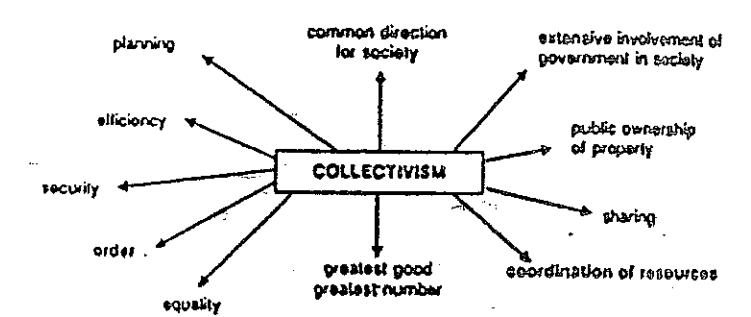 common direction
for society
planning
extensive involvement of
government in society
efficiency
public ownership
of property
COLLECTIVISM
security
sharing
order
greatest good
greatest number
coordination of resources
equality